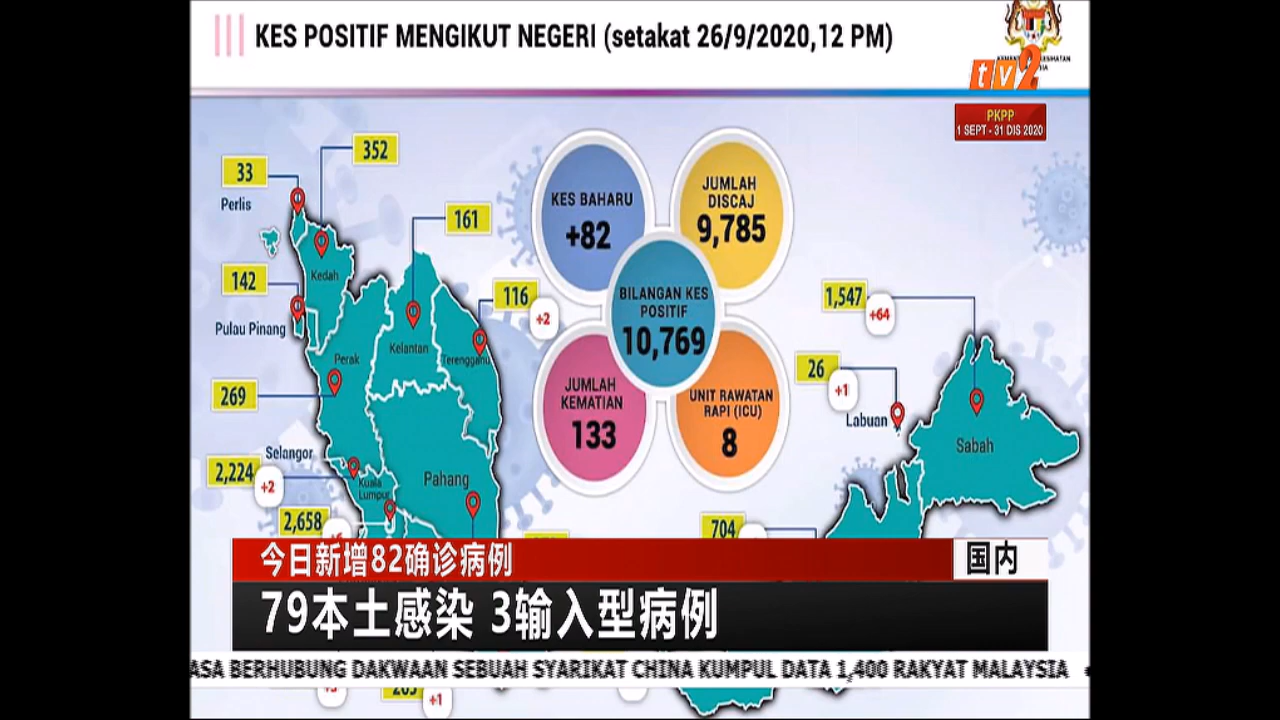 KES POSITIF MENGIKUT NEGERI (setakat 26/9/2020,12 PM)
tv2
PKPP
1 SEPT - 31 DIS 2020
352
33
Perlis
161
Kedah
142
Pulau Pinang
116
+2
Kelantan
Terengganu
Perak
269
Selangor
2,224
+2
Kuala
Lumpur
2,658
Pahang
KES BAHARU
+82
JUMLAH
DISCAJ
9,785
BILANGAN KES
POSITIF
10,769
JUMLAH
KEMATIAN
133
UNIT RAWATAN
RAPI (ICU)
8
1,547
+64
26
+1
Labuan
Sabah
704
今日新增82确诊病例
国内
79本土感染 3输入型病例
ASA BERHUBUNG DAKWAAN SEBUAH SYARIKAT CHINA KUMPUL DATA 1,400 RAKYAT MALAYSIA
+1